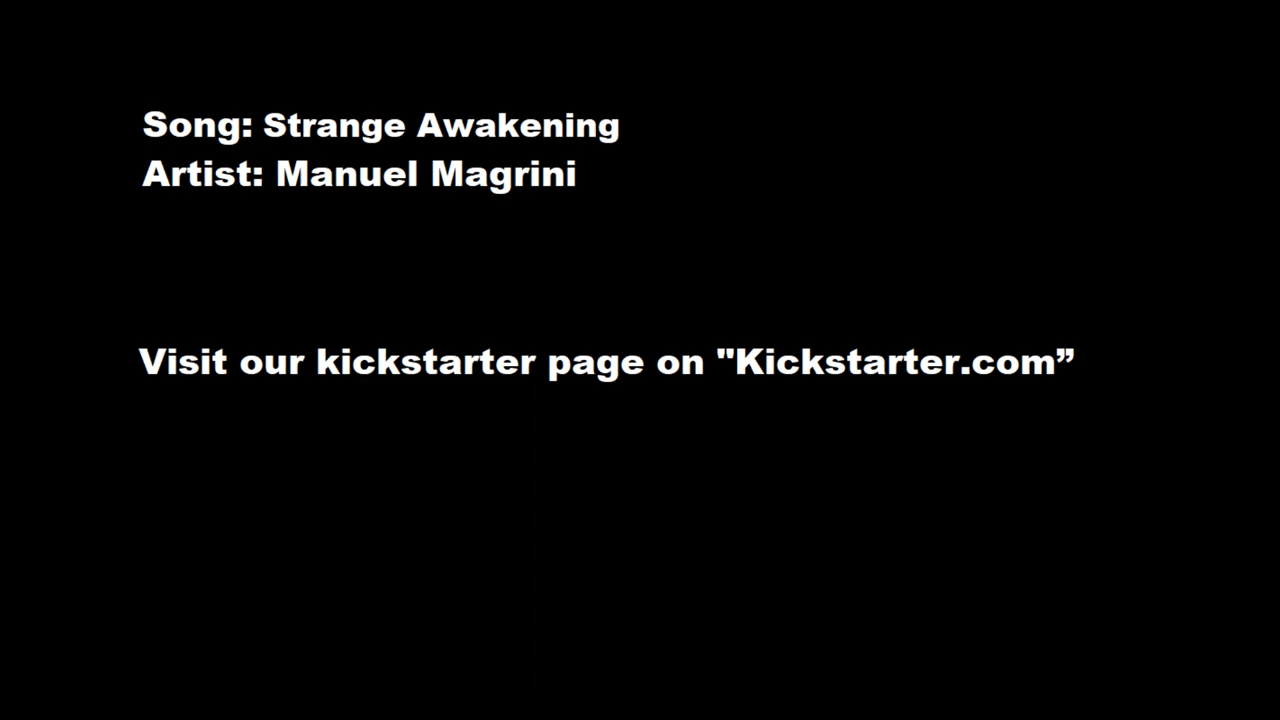 Song: Strange Awakening
Artist: Manuel Magrini
Visit our kickstarter page on "Kickstarter.com”